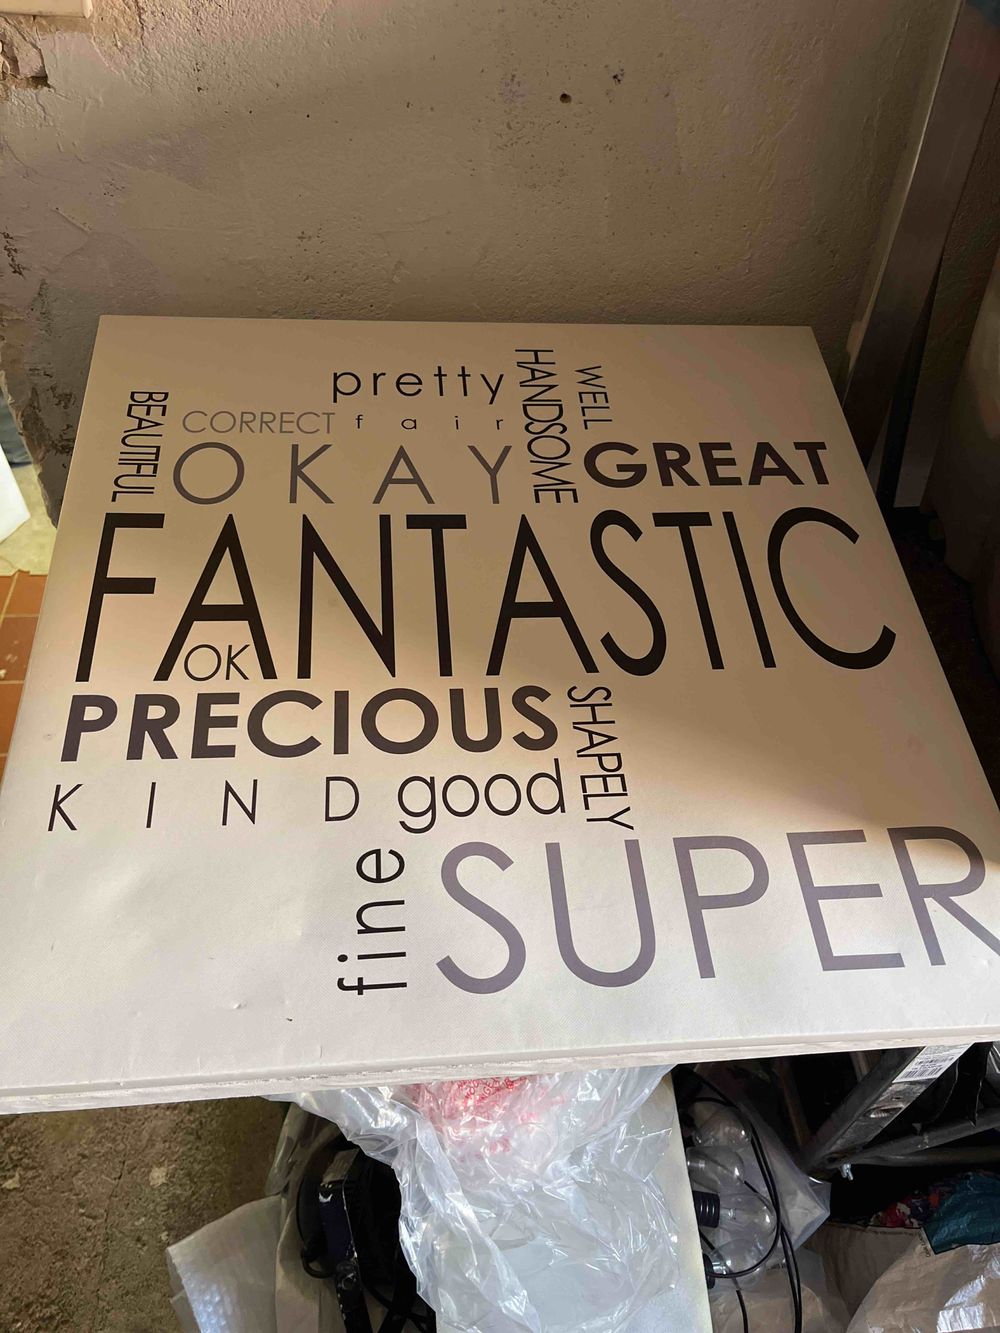 pretty
HANDSOME
WELL
BEAUTIFUL
CORRECT
fair
OKAY
GREAT
FANTASTIC
OK
PRECIOUS
SHAPELY
KIND
good
fine
SUPER